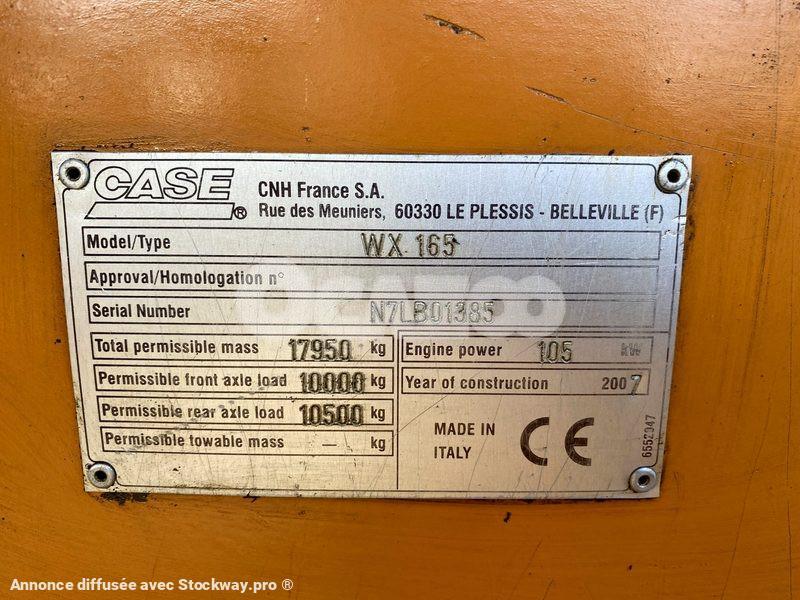 CASE ®
CNH France S.A.
Rue des Meuniers, 60330 LE PLESSIS - BELLEVILLE (F)
Model/Type WX 165
Approval/Homologation n°
Serial Number N7LB01385
Total permissible mass 17950 kg
Permissible front axle load 10000 kg
Permissible rear axle load 10500 kg
Permissible towable mass — kg
Engine power 105 kW
Year of construction 2007
MADE IN
ITALY
CE
6552047
Annonce diffusée avec Stockway.pro ®